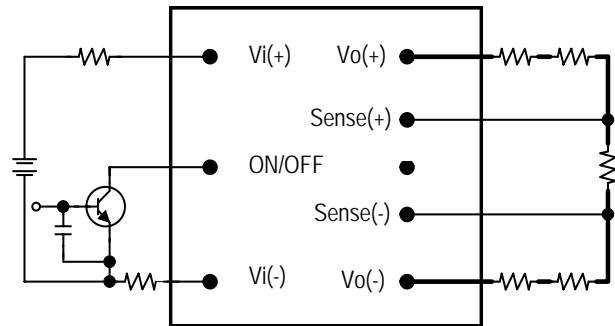 Vi(+) Vo(+)
Sense(+)
ON/OFF
Sense(-)
Vi(-) Vo(-)